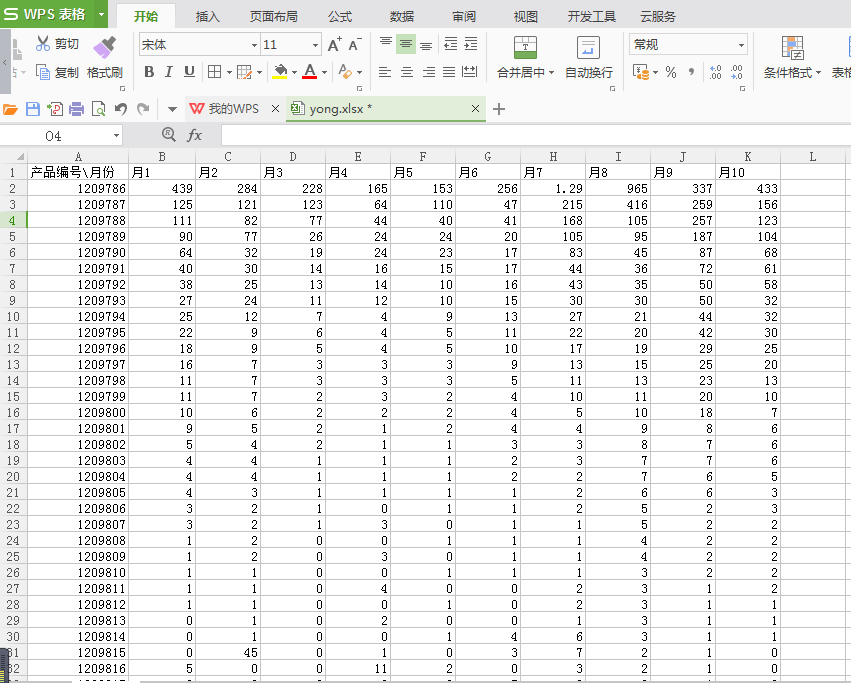 S WPS 表格 开始 插入 页面布局 公式 数据 审阅 视图 开发工具 云服务
剪切 宋体 11 A+ A- 常规
复制 格式刷 B I U A 合并居中 自动换行 % 条件格式 表格
我的WPS × yong.xlsx * × +
O4 fx
A B C D E F G H I J K L
1 产品编号\月份 月1 月2 月3 月4 月5 月6 月7 月8 月9 月10
2 1209786 439 284 228 165 153 256 1.29 965 337 433
3 1209787 125 121 123 64 110 47 215 416 259 156
4 1209788 111 82 77 44 40 41 168 105 257 123
5 1209789 90 77 26 24 24 20 105 95 187 104
6 1209790 64 32 19 24 23 17 83 45 87 68
7 1209791 40 30 14 16 15 17 44 36 72 61
8 1209792 38 25 13 14 10 16 43 35 50 58
9 1209793 27 24 11 12 10 15 30 30 50 32
10 1209794 25 12 7 4 9 13 27 21 44 32
11 1209795 22 9 6 4 5 11 22 20 42 30
12 1209796 18 9 5 4 5 10 17 19 29 25
13 1209797 16 7 3 3 3 9 13 15 25 20
14 1209798 11 7 3 3 3 5 11 13 23 13
15 1209799 11 7 2 3 2 4 10 11 20 10
16 1209800 10 6 2 2 2 4 5 10 18 7
17 1209801 9 5 2 1 2 4 4 9 8 6
18 1209802 5 4 2 1 1 3 3 8 7 6
19 1209803 4 4 1 1 1 2 3 7 7 6
20 1209804 4 4 1 1 1 2 2 7 6 5
21 1209805 4 3 1 1 1 1 2 6 6 3
22 1209806 3 2 1 0 1 1 2 5 2 3
23 1209807 3 2 1 3 0 1 1 5 2 2
24 1209808 1 2 0 0 1 1 1 4 2 2
25 1209809 1 2 0 3 0 1 1 4 2 2
26 1209810 1 1 0 0 1 1 1 3 2 2
27 1209811 1 1 0 4 0 0 2 3 1 2
28 1209812 1 1 0 0 1 0 2 3 1 1
29 1209813 0 1 0 2 0 0 1 3 1 1
30 1209814 0 1 0 0 1 4 6 3 1 1
31 1209815 0 45 0 1 0 3 7 2 1 0
32 1209816 5 0 0 11 2 0 3 2 1 0